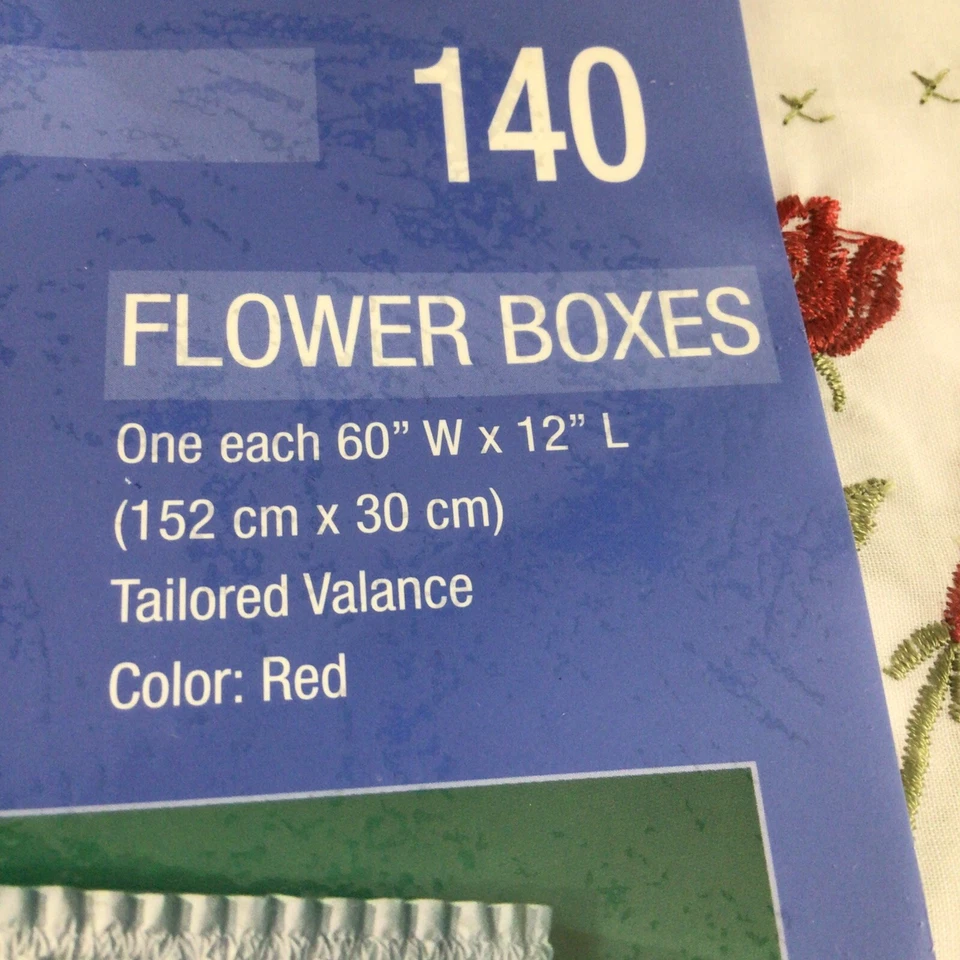 140
FLOWER BOXES
One each 60” W x 12” L
(152 cm x 30 cm)
Tailored Valance
Color: Red